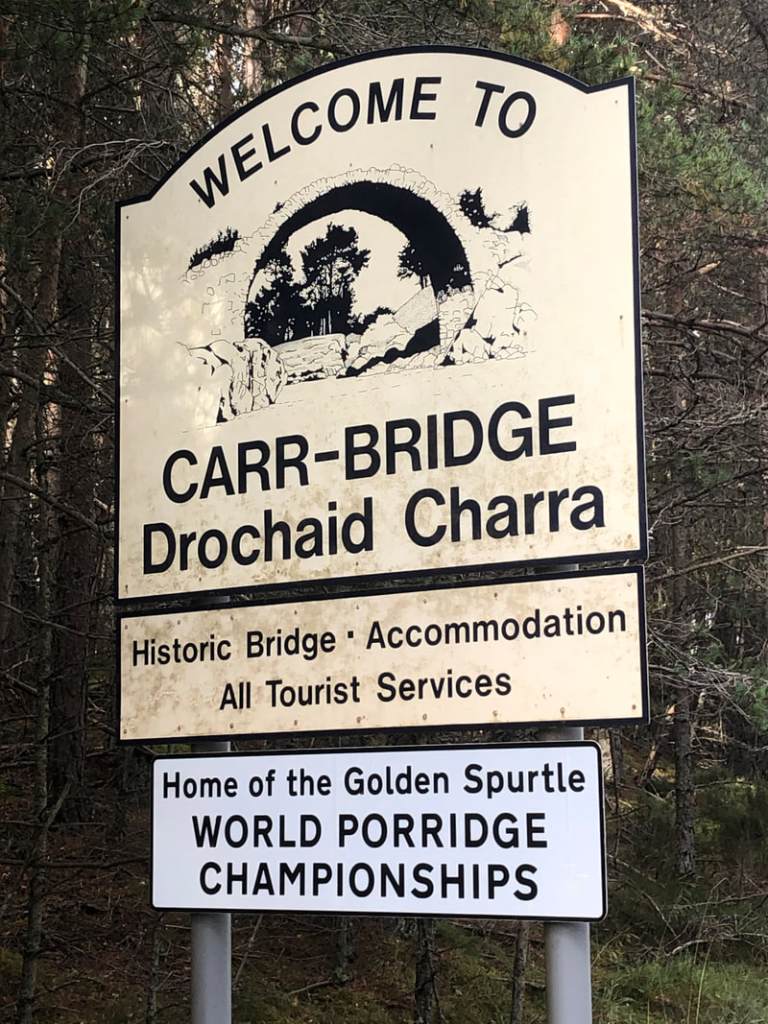 WELCOME TO
CARR-BRIDGE
Drochaid Charra
Historic Bridge · Accommodation
All Tourist Services
Home of the Golden Spurtle
WORLD PORRIDGE
CHAMPIONSHIPS